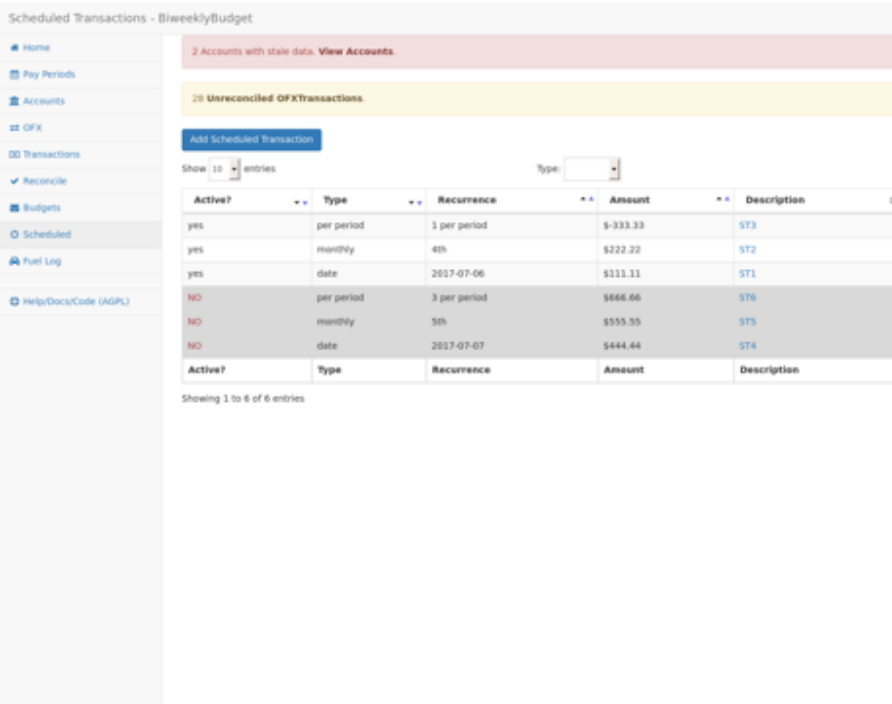 Scheduled Transactions - BiweeklyBudget
Home
Pay Periods
Accounts
OFX
Transactions
Reconcile
Budgets
Scheduled
Fuel Log
Help/Docs/Code (AGPL)
2 Accounts with stale data. View Accounts.
28 Unreconciled OFXTransactions.
Add Scheduled Transaction
Show 10 entries Type:
Active? Type Recurrence Amount Description
yes per period 1 per period $-333.33 ST3
yes monthly 4th $222.22 ST2
yes date 2017-07-06 $111.11 ST1
NO per period 3 per period $666.66 ST6
NO monthly 5th $555.55 ST5
NO date 2017-07-07 $444.44 ST4
Active? Type Recurrence Amount Description
Showing 1 to 6 of 6 entries